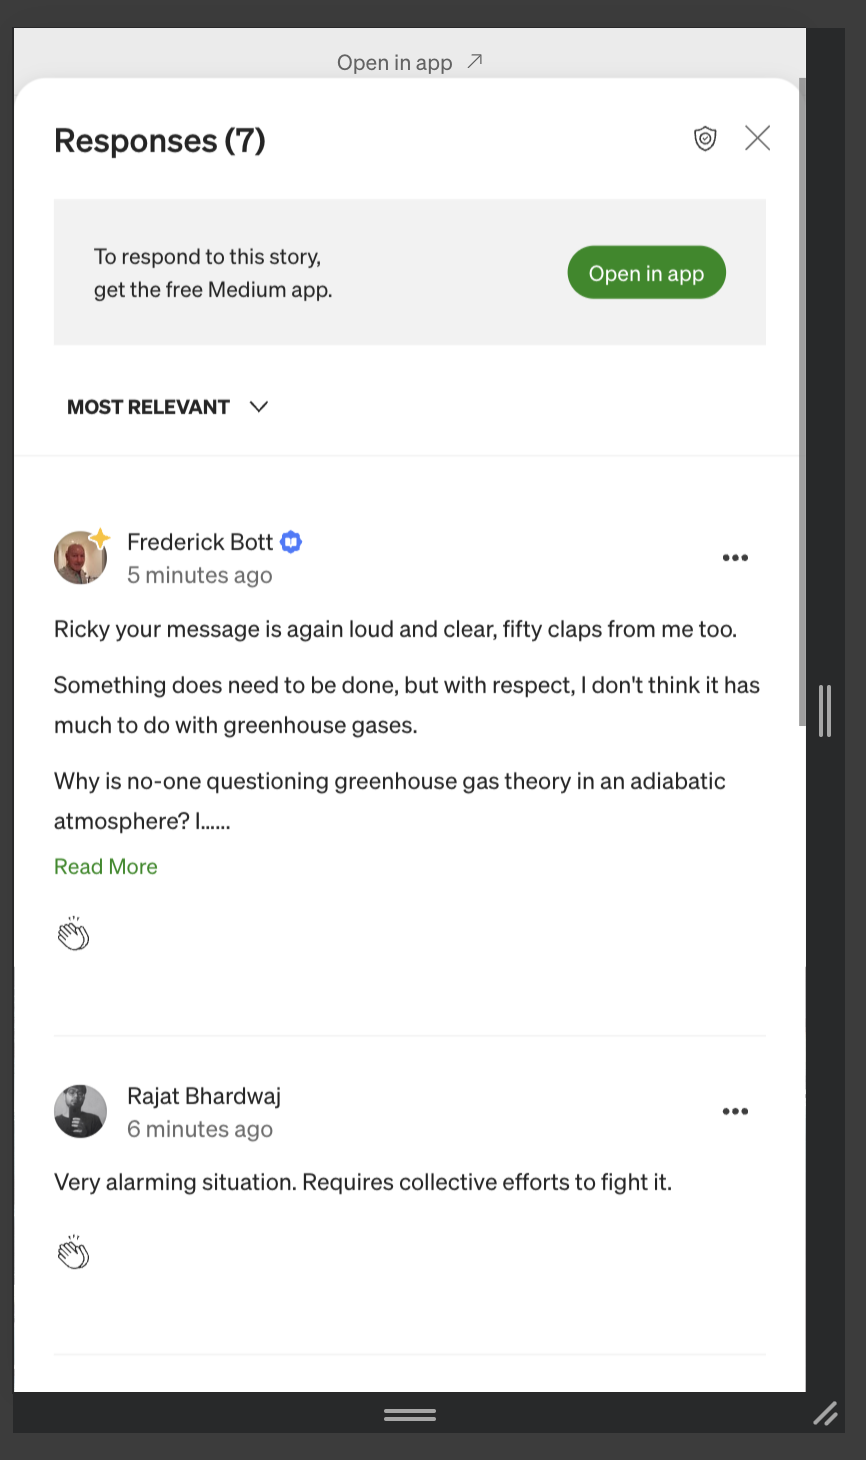 Open in app
Responses (7)
To respond to this story,
get the free Medium app.
Open in app
MOST RELEVANT
Frederick Bott
5 minutes ago
Ricky your message is again loud and clear, fifty claps from me too.
Something does need to be done, but with respect, I don't think it has
much to do with greenhouse gases.
Why is no-one questioning greenhouse gas theory in an adiabatic
atmosphere? I......
Read More
Rajat Bhardwaj
6 minutes ago
Very alarming situation. Requires collective efforts to fight it.